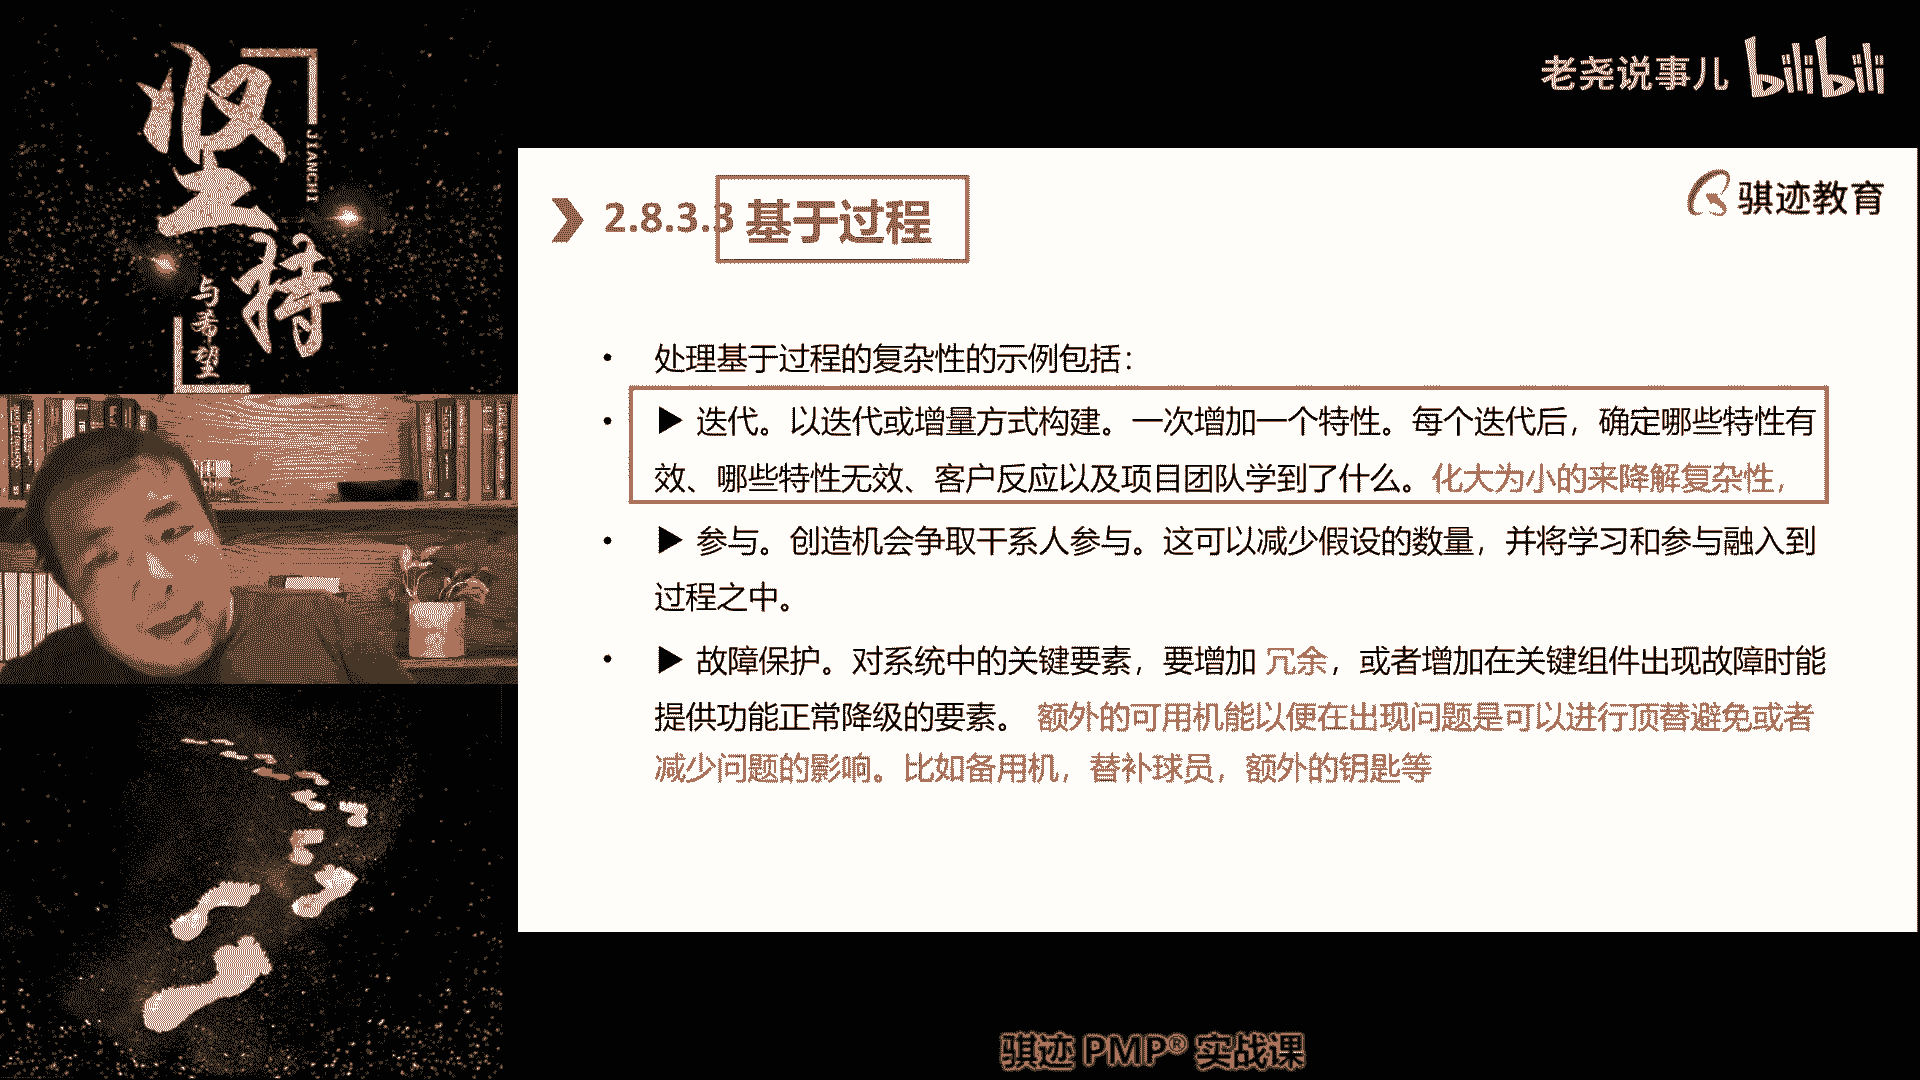 坚持
JIANCHI
与希望
老尧说事儿 bilibili
骐迹教育
2.8.3.3 基于过程
• 处理基于过程的复杂性的示例包括：
• ▶ 迭代。以迭代或增量方式构建。一次增加一个特性。每个迭代后，确定哪些特性有
效、哪些特性无效、客户反应以及项目团队学到了什么。化大为小的来降解复杂性，
• ▶ 参与。创造机会争取干系人参与。这可以减少假设的数量，并将学习和参与融入到
过程之中。
• ▶ 故障保护。对系统中的关键要素，要增加 冗余，或者增加在关键组件出现故障时能
提供功能正常降级的要素。 额外的可用机能以便在出现问题是可以进行顶替避免或者
减少问题的影响。比如备用机，替补球员，额外的钥匙等
骐迹 PMP® 实战课